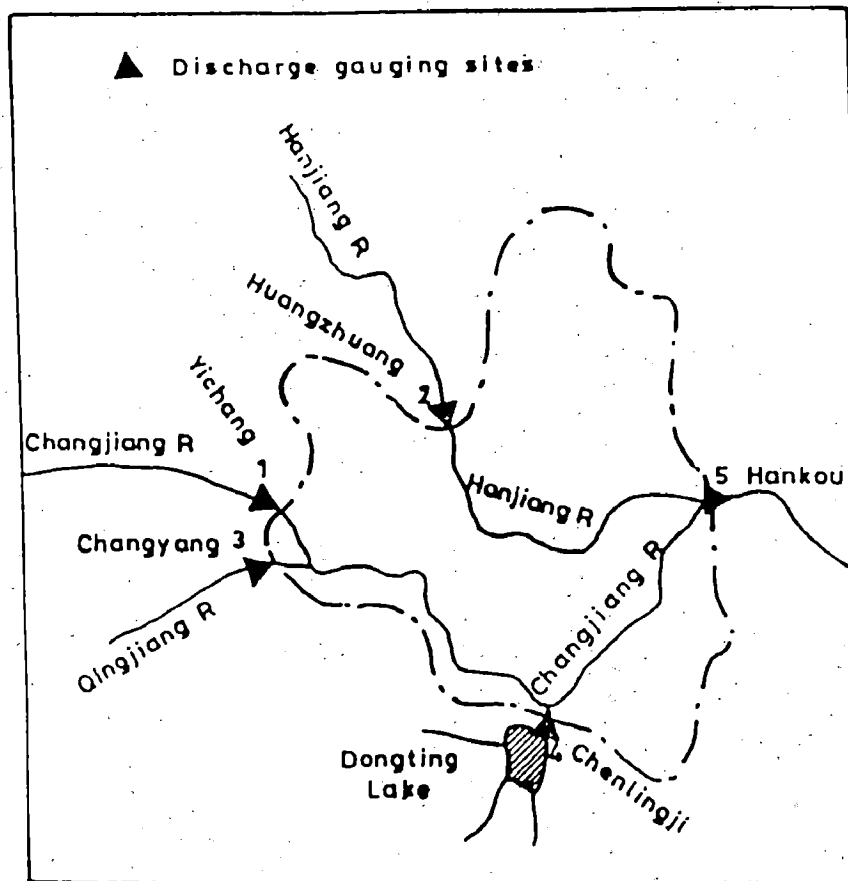 Discharge gauging sites
Hanjiang R
Huangzhuang
2
Yichang
1
Changjiang R
5 Hankou
Hanjiang R
Changyang 3
Changjiang R
Qingjiang R
4
Chenlingji
Dongting
Lake